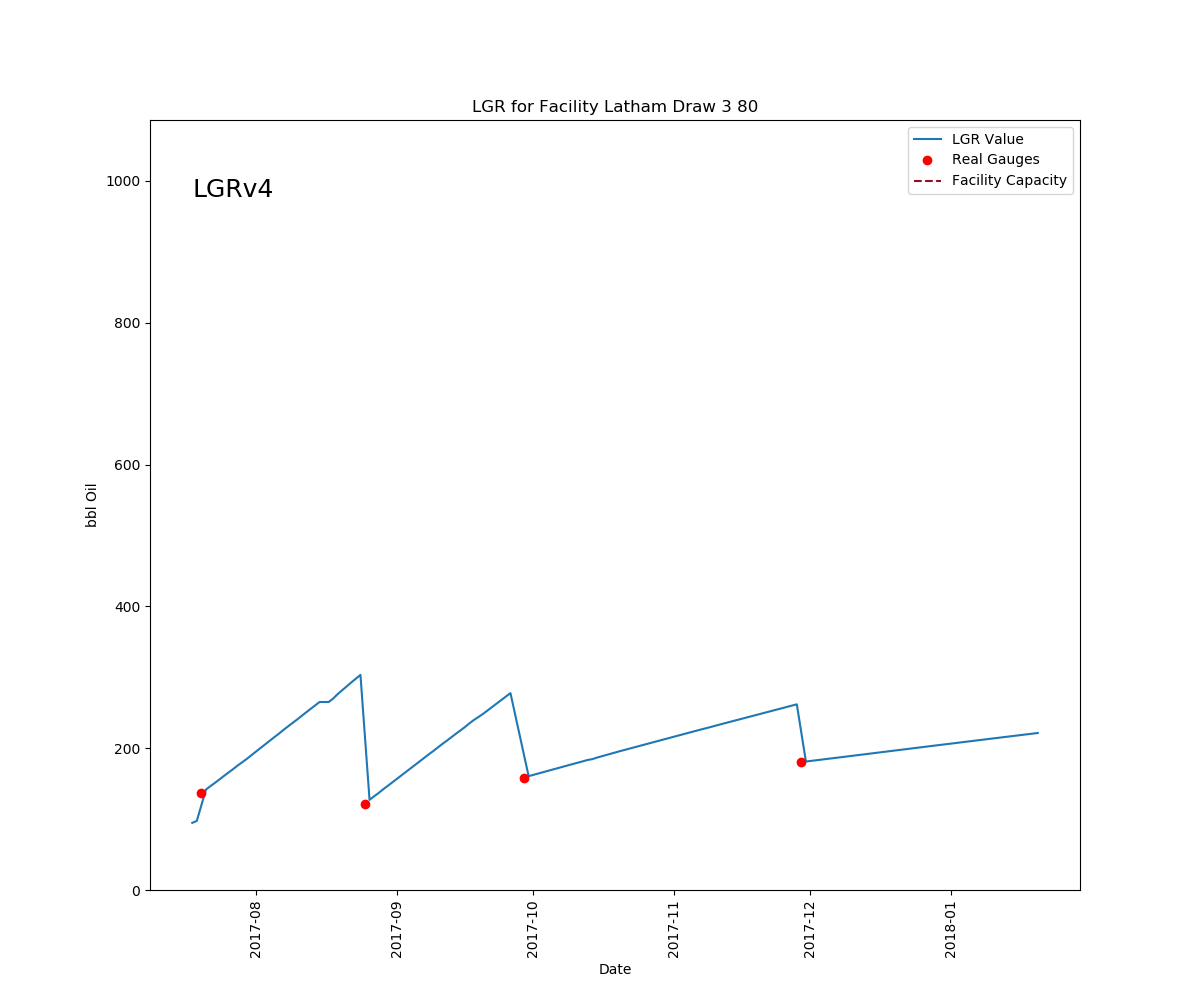 LGR for Facility Latham Draw 3 80
LGR Value
Real Gauges
Facility Capacity
LGRv4
1000
800
600
400
200
0
bbl Oil
2017-08
2017-09
2017-10
2017-11
2017-12
2018-01
Date